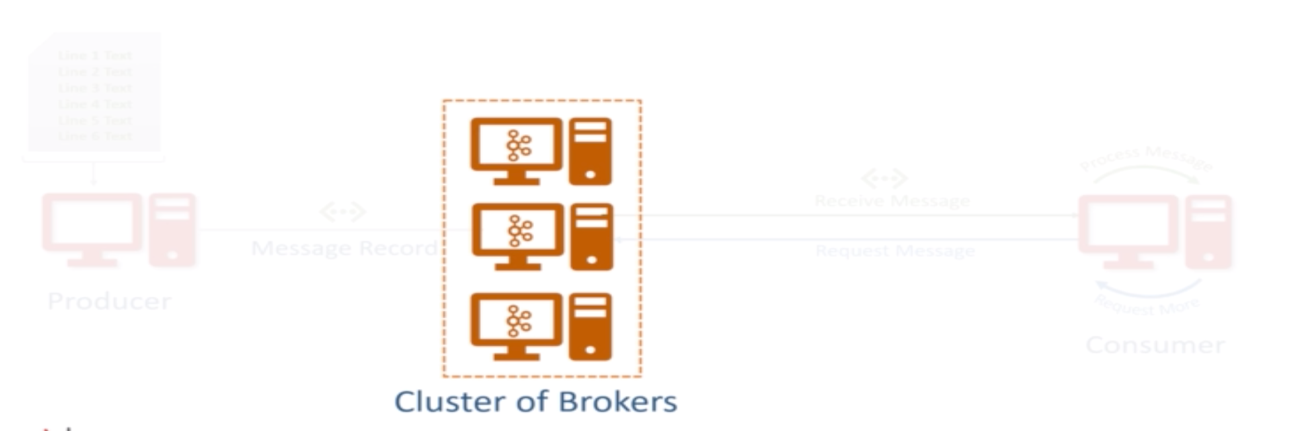 Line 1 Text
Line 2 Text
Line 3 Text
Line 4 Text
Line 5 Text
Line 6 Text
Producer
Message Record
Cluster of Brokers
Receive Message
Request Message
Process Message
Request More
Consumer